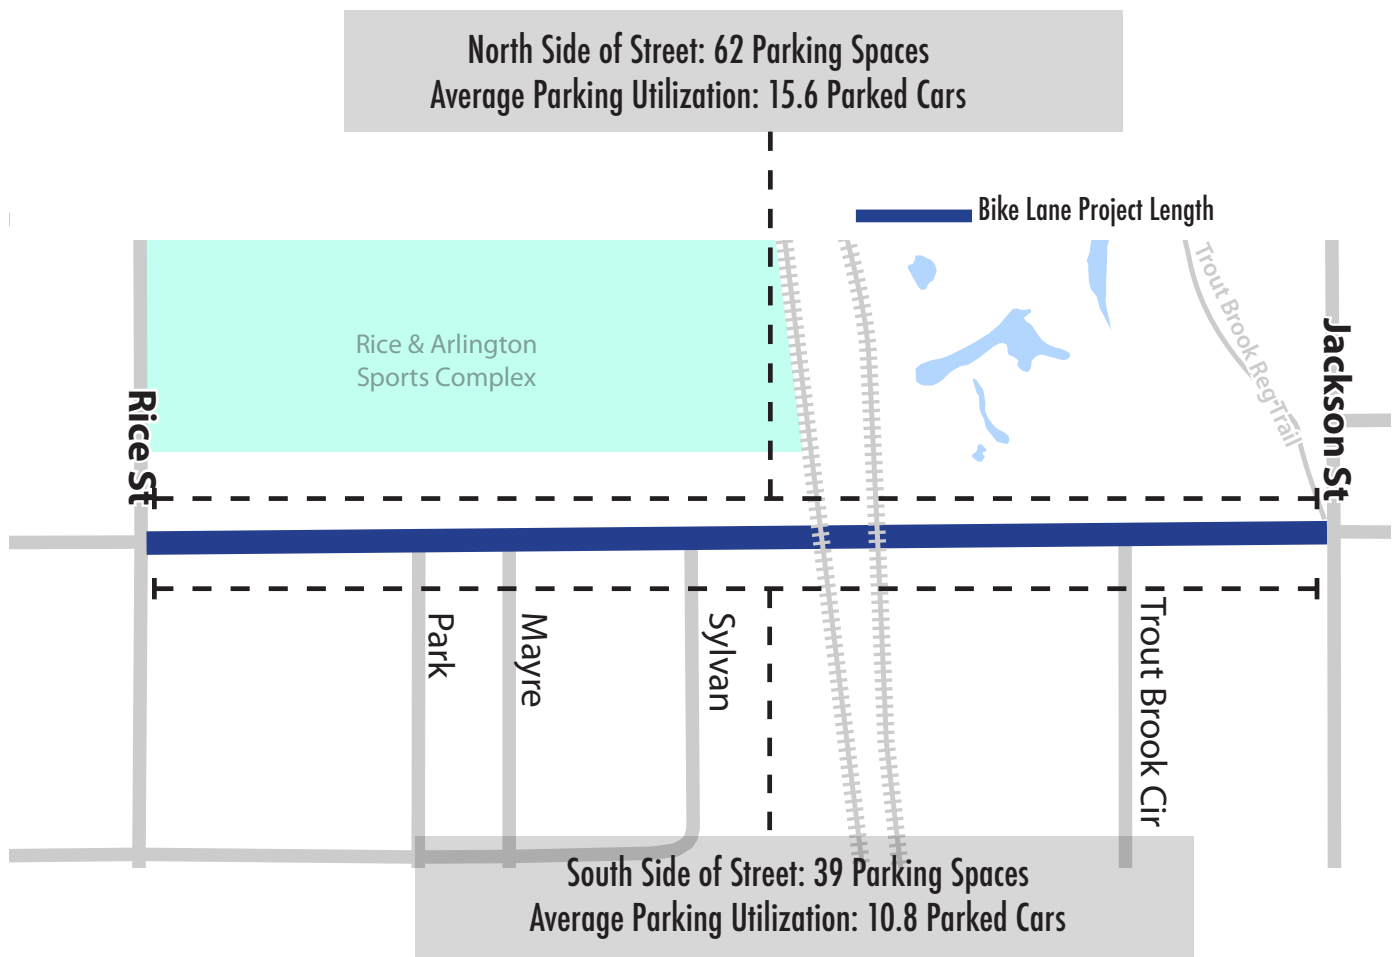 North Side of Street: 62 Parking Spaces
Average Parking Utilization: 15.6 Parked Cars
Bike Lane Project Length
Rice & Arlington
Sports Complex
Rice St
Trout Brook Reg Trail
Jackson St
Park
Mayre
Sylvan
Trout Brook Cir
South Side of Street: 39 Parking Spaces
Average Parking Utilization: 10.8 Parked Cars